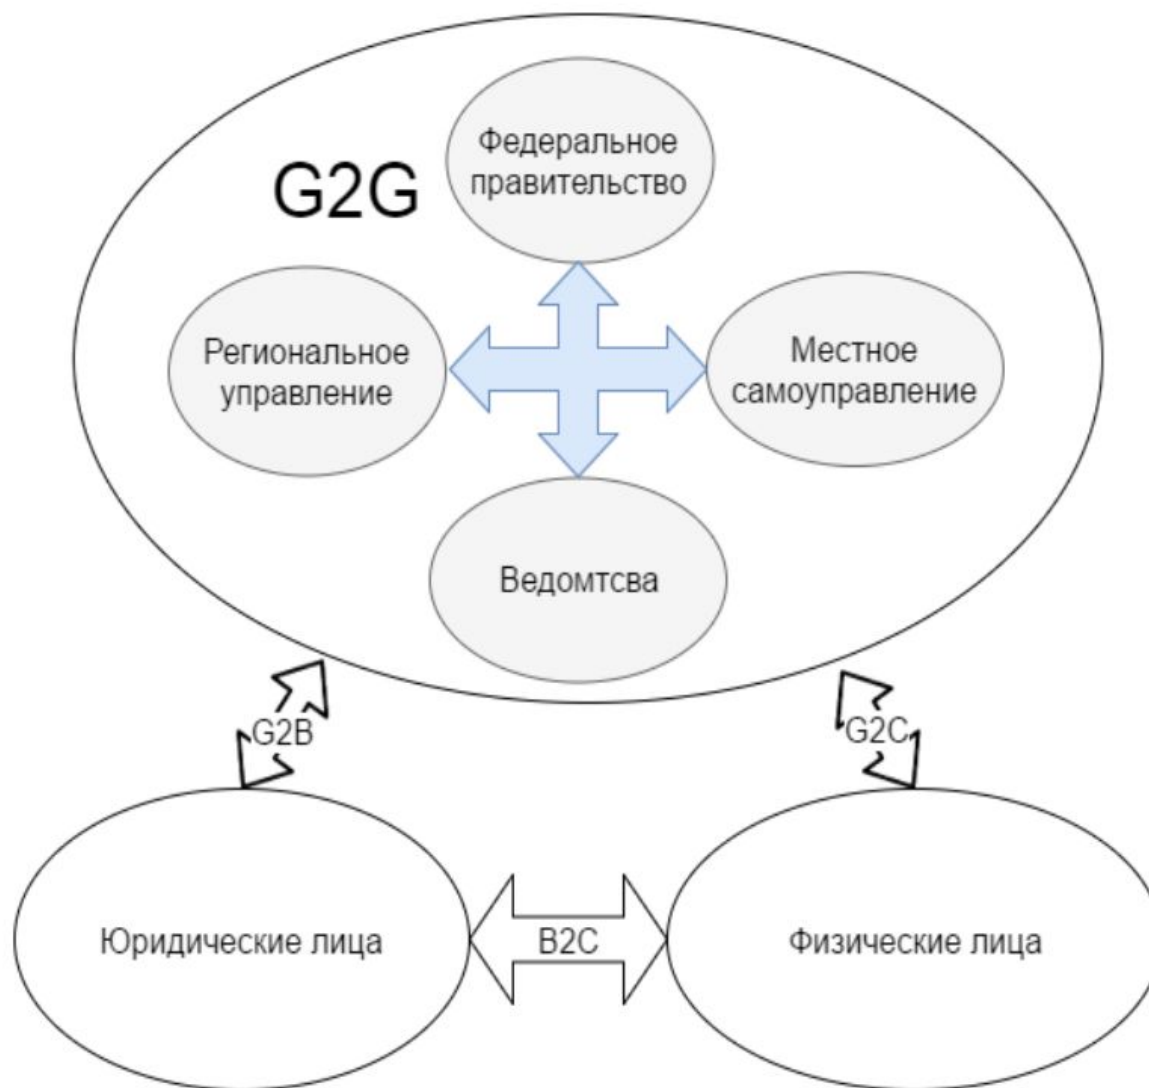 Федеральное
правительство
G2G
Региональное
управление
Местное
самоуправление
Ведомтсва
G2B
G2C
Юридические лица
B2C
Физические лица